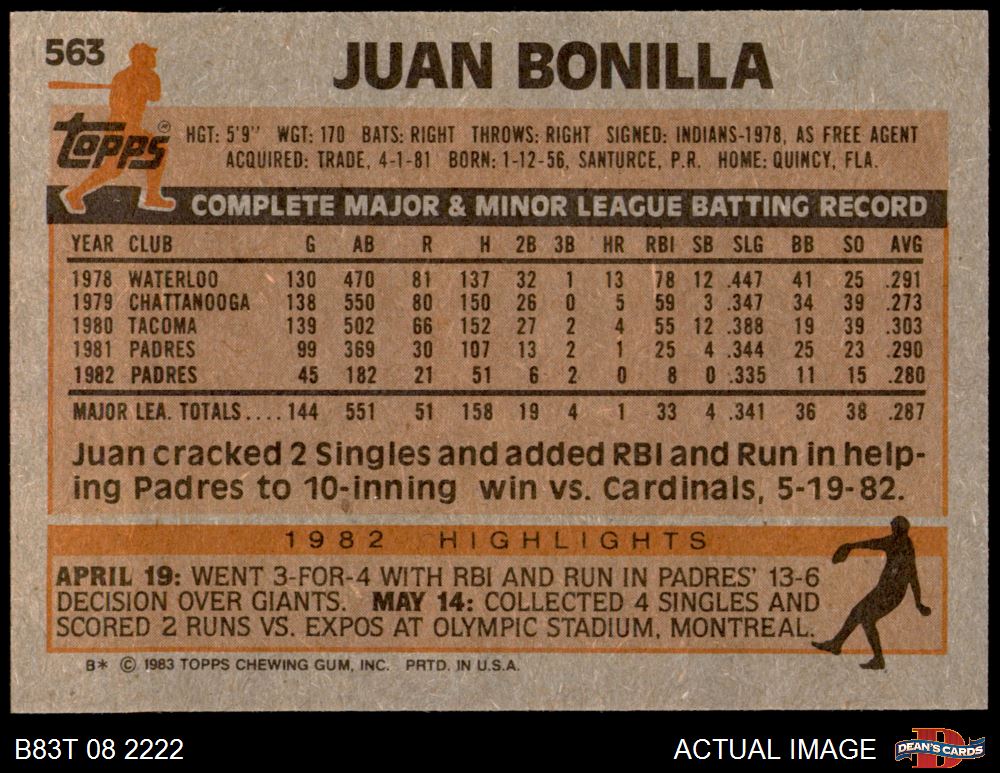 563
JUAN BONILLA
topps
HGT: 5'9" WGT: 170 BATS: RIGHT THROWS: RIGHT SIGNED: INDIANS-1978, AS FREE AGENT
ACQUIRED: TRADE, 4-1-81 BORN: 1-12-56, SANTURCE, P.R. HOME: QUINCY, FLA.
COMPLETE MAJOR & MINOR LEAGUE BATTING RECORD
YEAR CLUB G AB R H 2B 3B HR RBI SB SLG BB SO AVG
1978 WATERLOO 130 470 81 137 32 1 13 78 12 .447 41 25 .291
1979 CHATTANOOGA 138 550 80 150 26 0 5 59 3 .347 34 39 .273
1980 TACOMA 139 502 66 152 27 2 4 55 12 .388 19 39 .303
1981 PADRES 99 369 30 107 13 2 1 25 4 .344 25 23 .290
1982 PADRES 45 182 21 51 6 2 0 8 0 .335 11 15 .280
MAJOR LEA. TOTALS....144 551 51 158 19 4 1 33 4 .341 36 38 .287
Juan cracked 2 Singles and added RBI and Run in help-
ing Padres to 10-inning win vs. Cardinals, 5-19-82.
1982 HIGHLIGHTS
APRIL 19: WENT 3-FOR-4 WITH RBI AND RUN IN PADRES' 13-6
DECISION OVER GIANTS. MAY 14: COLLECTED 4 SINGLES AND
SCORED 2 RUNS VS. EXPOS AT OLYMPIC STADIUM, MONTREAL.
B* © 1983 TOPPS CHEWING GUM, INC. PRTD. IN U.S.A.
B83T 08 2222
ACTUAL IMAGE
DEAN'S CARDS